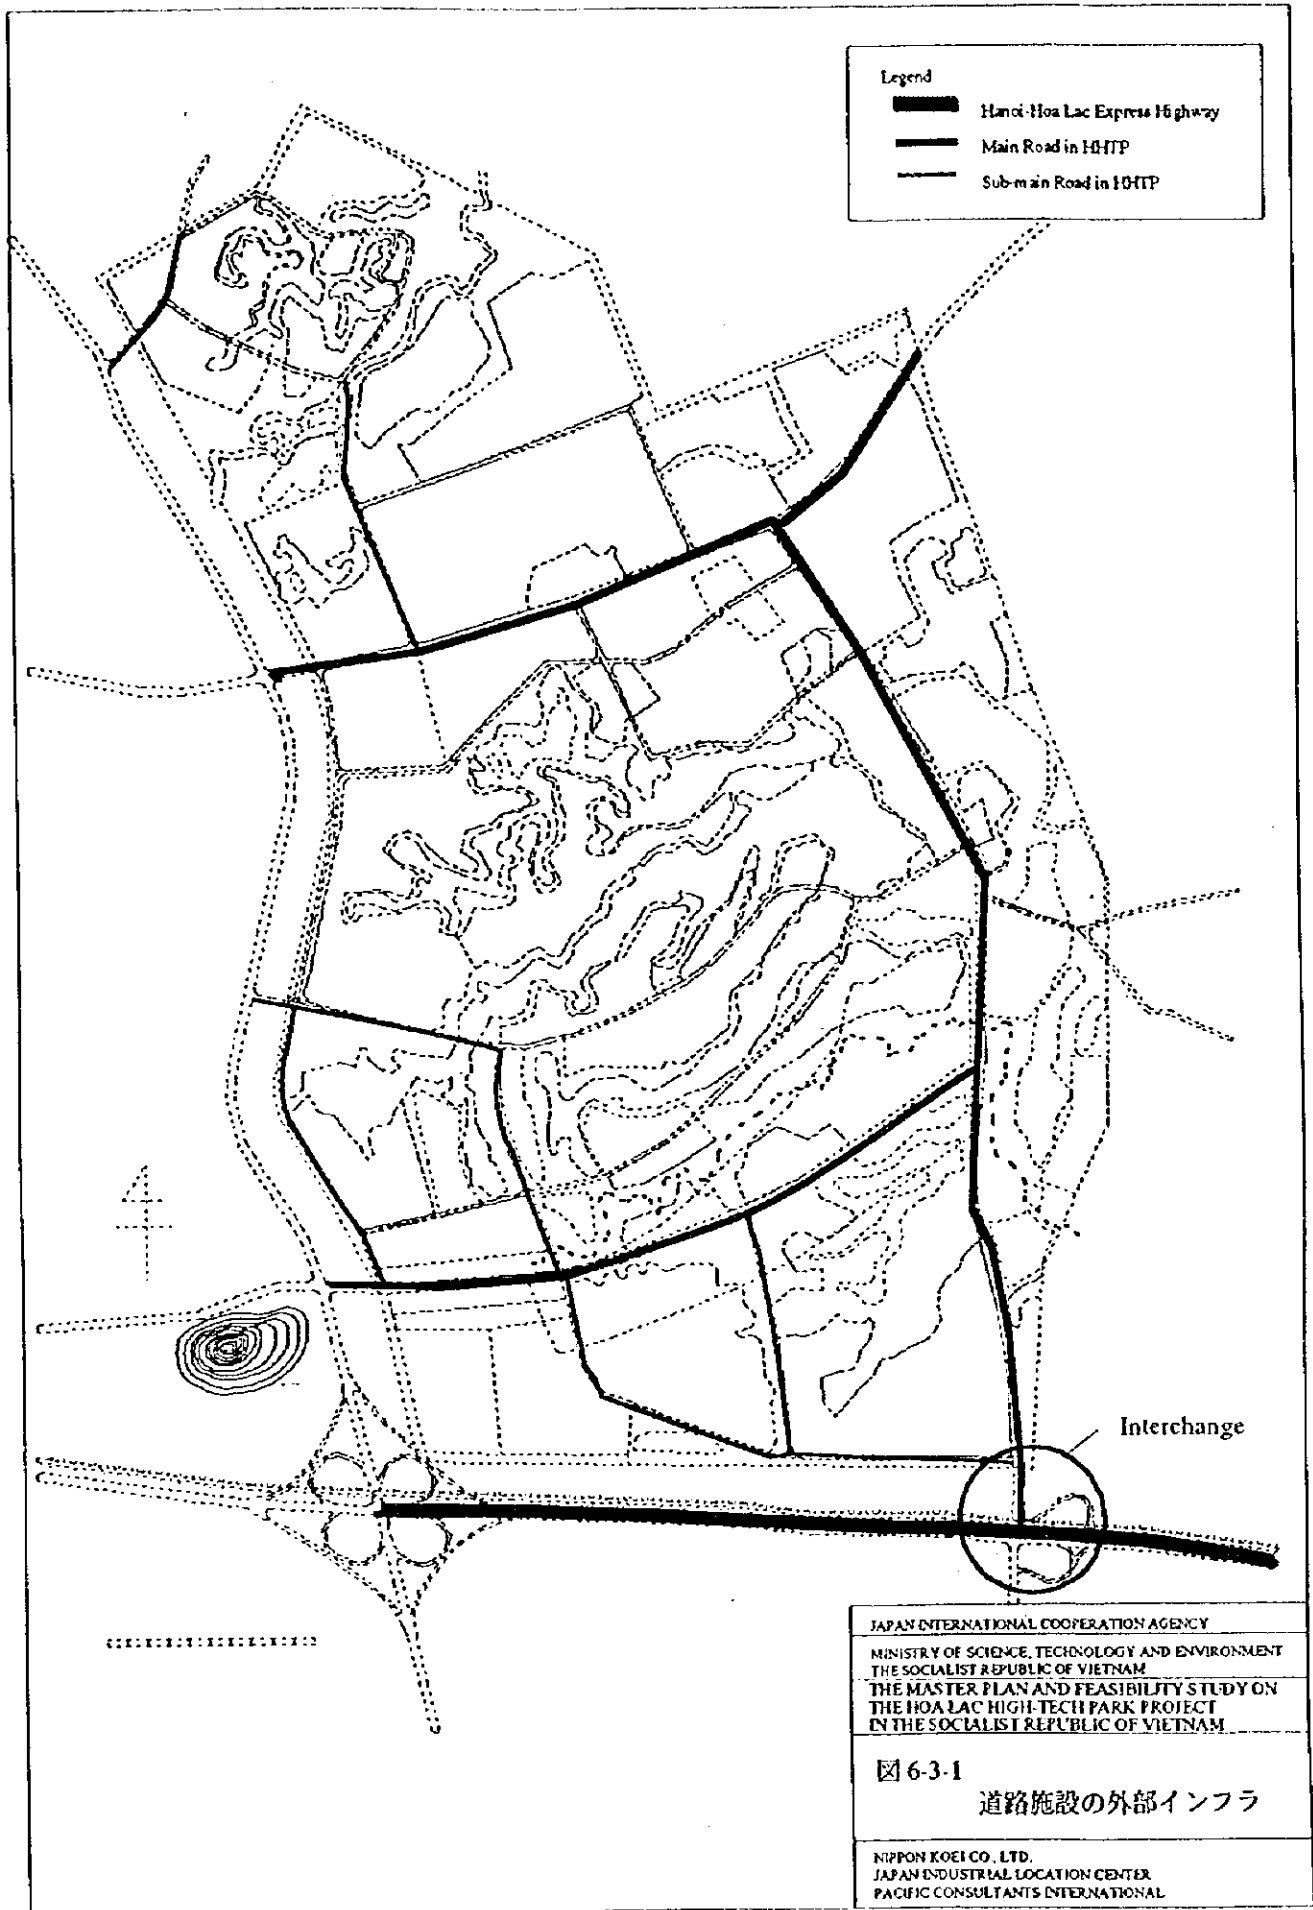 Legend
Hanoi-Hoa Lac Express Highway
Main Road in HHTP
Sub-main Road in HHTP
Interchange
JAPAN INTERNATIONAL COOPERATION AGENCY
MINISTRY OF SCIENCE, TECHNOLOGY AND ENVIRONMENT
THE SOCIALIST REPUBLIC OF VIETNAM
THE MASTER PLAN AND FEASIBILITY STUDY ON
THE HOA LAC HIGH-TECH PARK PROJECT
IN THE SOCIALIST REPUBLIC OF VIETNAM
図 6-3-1
道路施設の外部インフラ
NIPPON KOEI CO., LTD.
JAPAN INDUSTRIAL LOCATION CENTER
PACIFIC CONSULTANTS INTERNATIONAL